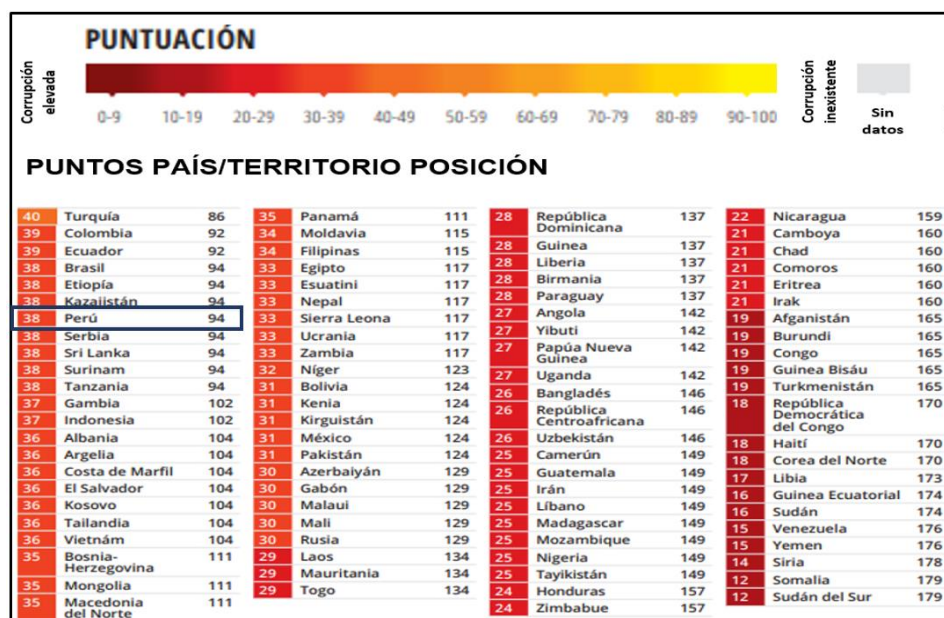 PUNTUACIÓN
Corrupción
elevada
0-9 10-19 20-29 30-39 40-49 50-59 60-69 70-79 80-89 90-100
Corrupción
inexistente
Sin
datos
PUNTOS PAÍS/TERRITORIO POSICIÓN
40 Turquía 86
39 Colombia 92
39 Ecuador 92
38 Brasil 94
38 Etiopía 94
38 Kazajistán 94
38 Perú 94
38 Serbia 94
38 Sri Lanka 94
38 Surinam 94
38 Tanzania 94
37 Gambia 102
37 Indonesia 102
36 Albania 104
36 Argelia 104
36 Costa de Marfil 104
36 El Salvador 104
36 Kosovo 104
36 Tailandia 104
36 Vietnám 104
35 Bosnia- 111
Herzegovina
35 Mongolia 111
35 Macedonia 111
del Norte
35 Panamá 111
34 Moldavia 115
34 Filipinas 115
33 Egipto 117
33 Esuatini 117
33 Nepal 117
33 Sierra Leona 117
33 Ucrania 117
33 Zambia 117
32 Níger 123
31 Bolivia 124
31 Kenia 124
31 Kirguistán 124
31 México 124
31 Pakistán 124
30 Azerbaiyán 129
30 Gabón 129
30 Malaui 129
30 Mali 129
30 Rusia 129
29 Laos 134
29 Mauritania 134
29 Togo 134
28 República 137
Dominicana
28 Guinea 137
28 Liberia 137
28 Birmania 137
28 Paraguay 137
27 Angola 142
27 Yibuti 142
27 Papúa Nueva 142
Guinea
27 Uganda 142
26 Bangladés 146
26 República 146
Centroafricana
26 Uzbekistán 146
25 Camerún 149
25 Guatemala 149
25 Irán 149
25 Líbano 149
25 Madagascar 149
25 Mozambique 149
25 Nigeria 149
25 Tayikistán 149
24 Honduras 157
24 Zimbabue 157
22 Nicaragua 159
21 Camboya 160
21 Chad 160
21 Comoros 160
21 Eritrea 160
21 Irak 160
19 Afganistán 165
19 Burundi 165
19 Congo 165
19 Guinea Bisáu 165
19 Turkmenistán 165
18 República 170
Democrática
del Congo
18 Haití 170
18 Corea del Norte 170
17 Libia 173
16 Guinea Ecuatorial 174
16 Sudán 174
15 Venezuela 176
15 Yemen 176
14 Siria 178
12 Somalia 179
12 Sudán del Sur 179